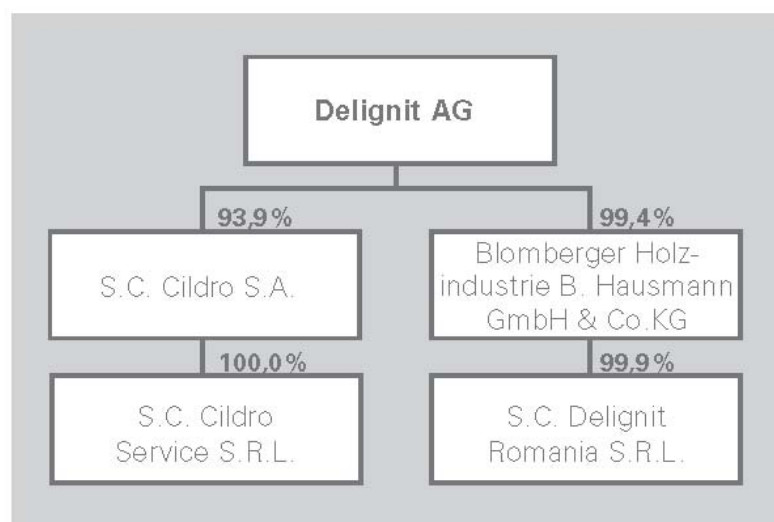 Delignit AG
93,9%
99,4%
S.C. Cildro S.A.
Blomberger Holz-
industrie B. Hausmann
GmbH & Co.KG
100,0%
99,9%
S.C. Cildro
Service S.R.L.
S.C. Delignit
Romania S.R.L.